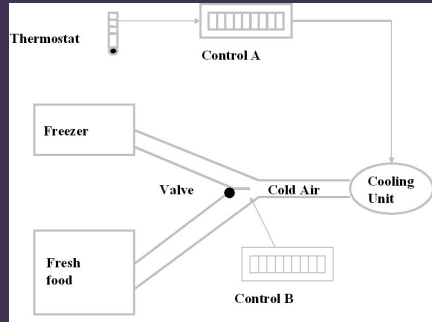 Thermostat
Control A
Freezer
Valve
Cold Air
Cooling
Unit
Fresh
food
Control B